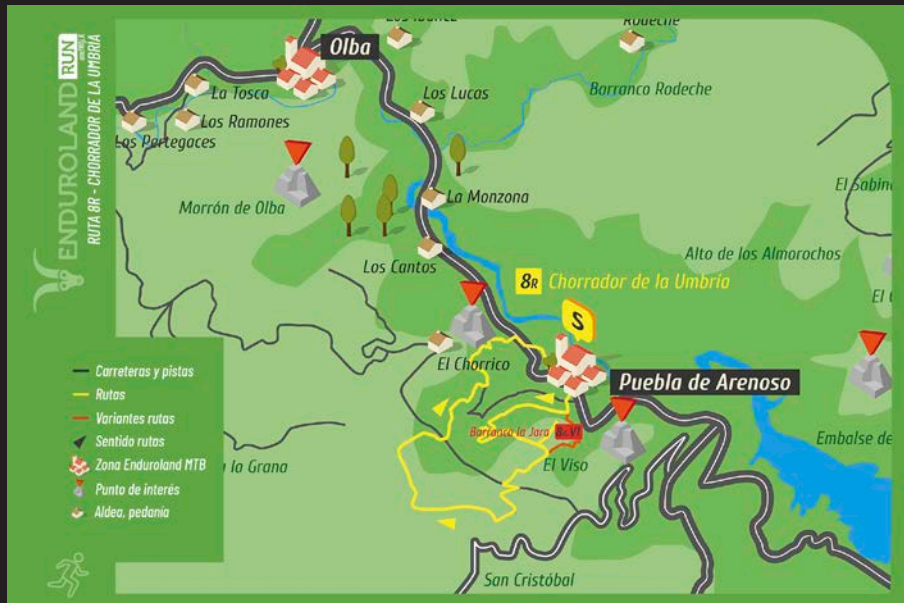 ENDUROLAND RUN
RUTA 8R - CHORRADOR DE LA UMBRIA
Olba
Rodeche
La Tosca
Los Lucas
Barranco Rodeche
Los Ramones
Los Pertegaces
La Monzona
Morrón de Olba
Alto de los Almorochos
Los Cantos
8R Chorrador de la Umbría
S
El Chorrico
Puebla de Arenoso
Carreteras y pistas
Rutas
Variantes rutas
Sentido rutas
Zona Enduroland MTB
Punto de interés
Aldea, pedanía
Barranco la Jara
la Grana
El Viso
Embalse de
San Cristóbal